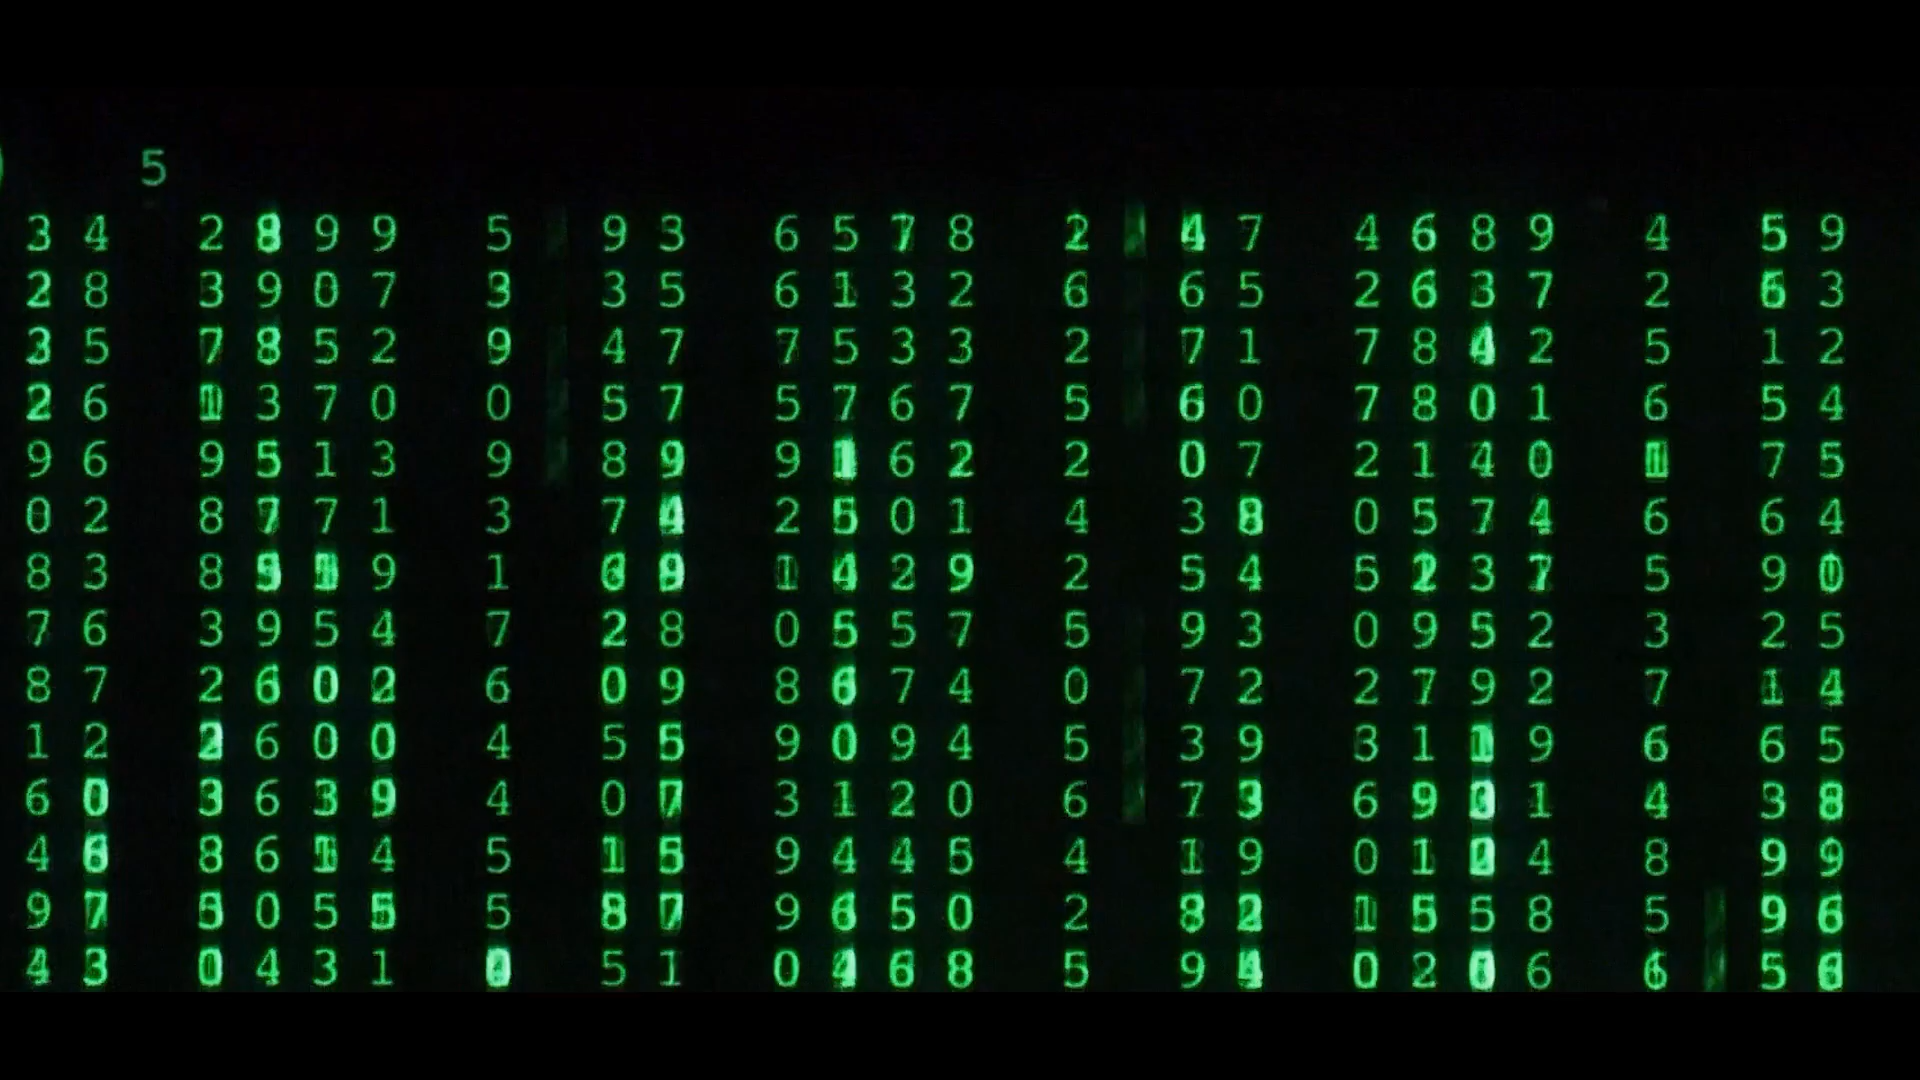 5
3 4 2 8 9 9 5 9 3 6 5 7 8 2 4 7 4 6 8 9 4 5 9
2 8 3 9 0 7 3 3 5 6 1 3 2 6 6 5 2 6 3 7 2 6 3
3 5 7 8 5 2 9 4 7 7 5 3 3 2 7 1 7 8 4 2 5 1 2
2 6 1 3 7 0 0 5 7 5 7 6 7 5 6 0 7 8 0 1 6 5 4
9 6 9 5 1 3 9 8 9 9 1 6 2 2 0 7 2 1 4 0 1 7 5
0 2 8 7 7 1 3 7 4 2 5 0 1 4 3 8 0 5 7 4 6 6 4
8 3 8 9 1 4 2 9 2 5 4 5 2 3 7 5 9 0
7 6 3 9 5 4 7 2 8 0 5 5 7 5 9 3 0 9 5 2 3 2 5
8 7 2 6 0 2 6 0 9 8 6 7 4 0 7 2 2 7 9 2 7 1 4
1 2 2 6 0 0 4 5 5 9 0 9 4 5 3 9 3 1 1 9 6 6 5
6 0 3 6 3 9 4 0 7 3 1 2 0 6 7 3 6 9 1 4 3 8
4 6 8 6 1 4 5 1 5 9 4 4 5 4 1 9 0 1 4 8 9 9
9 7 5 0 5 5 5 8 7 9 6 5 0 2 8 2 1 5 5 8 5 9 6
4 3 0 4 3 1 5 1 0 4 6 8 5 9 4 0 2 6 6 5 6